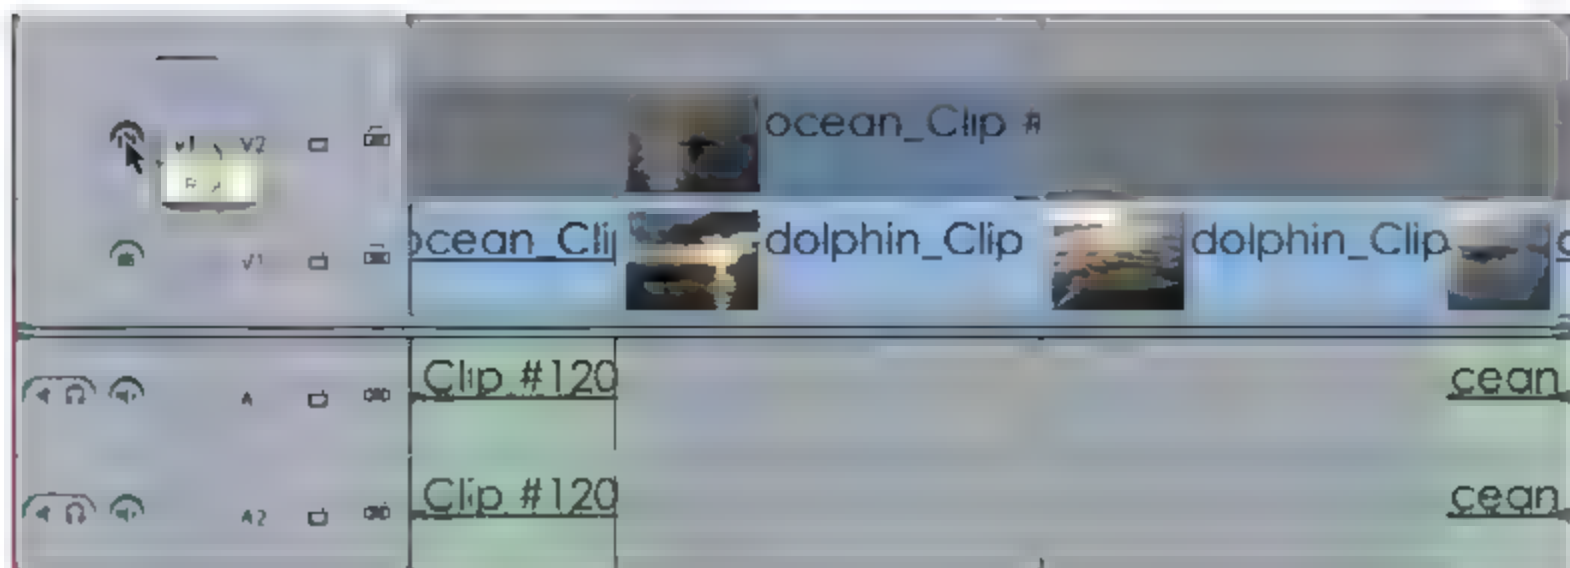 V2 ocean_Clip #
V1 ocean_Cli dolphin_Clip dolphin_Clip
A Clip #120 cean
A2 Clip #120 cean